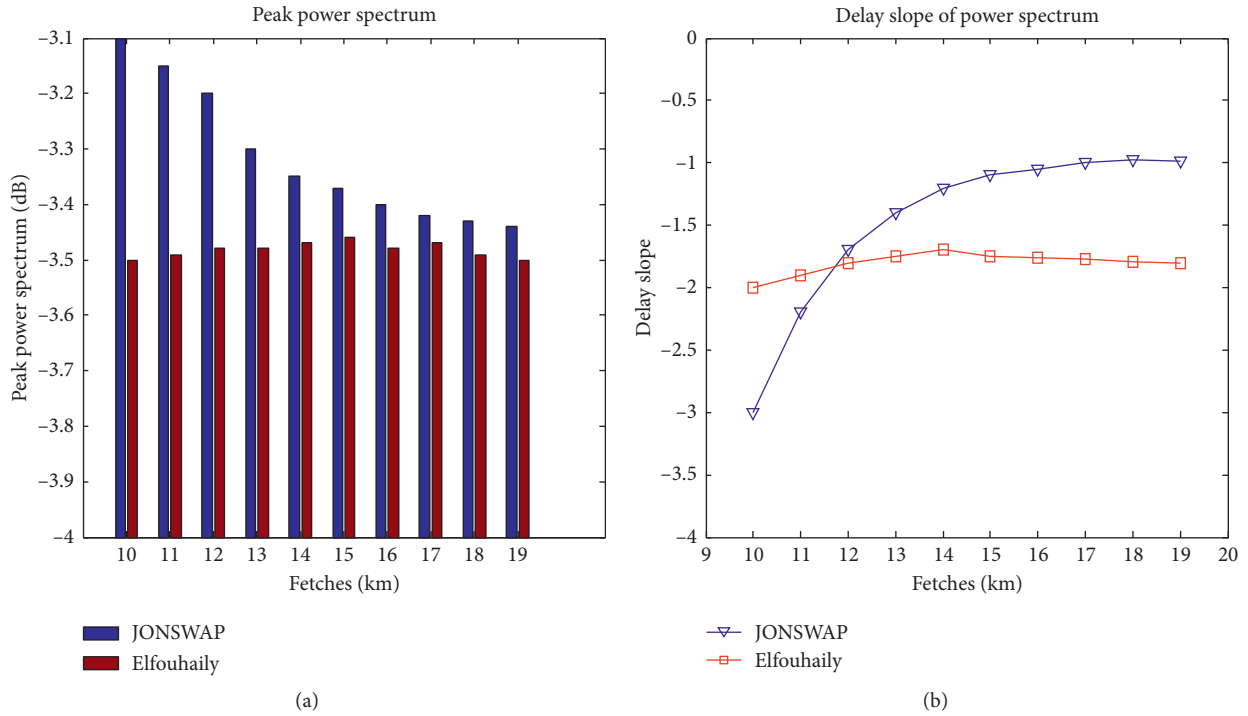 Peak power spectrum
−3.1
−3.2
−3.3
−3.4
−3.5
−3.6
−3.7
−3.8
−3.9
−4
Peak power spectrum (dB)
10 11 12 13 14 15 16 17 18 19
Fetches (km)
JONSWAP
Elfouhaily
(a)
Delay slope of power spectrum
0
−0.5
−1
−1.5
−2
−2.5
−3
−3.5
−4
Delay slope
9 10 11 12 13 14 15 16 17 18 19 20
Fetches (km)
JONSWAP
Elfouhaily
(b)